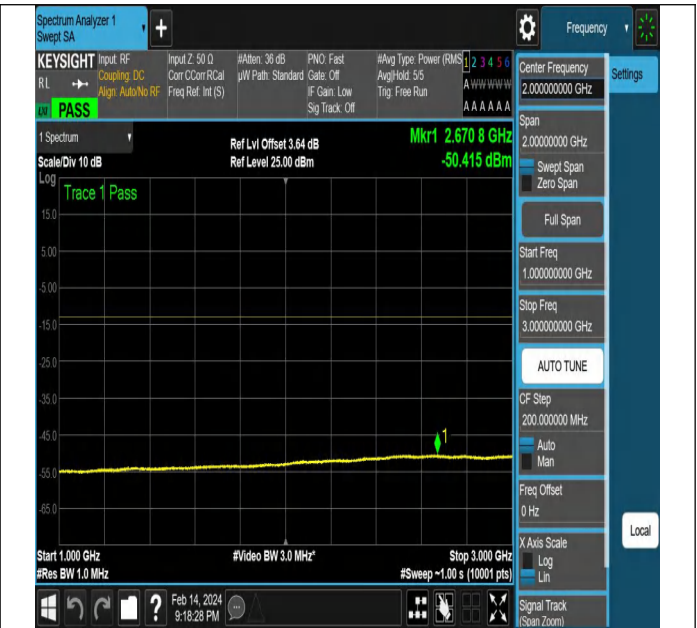 Spectrum Analyzer 1
Swept SA
+
Frequency
KEYSIGHT
Input: RF
Coupling: DC
Align: Auto/No RF
RL
PASS
Input Z: 50 Ω
Corr CCorr RCal
Freq Ref: Int (S)
#Atten: 36 dB
µW Path: Standard
PNO: Fast
Gate: Off
IF Gain: Low
Sig Track: Off
#Avg Type: Power (RMS
Avg|Hold: 5/5
Trig: Free Run
1 2 3 4 5 6
A W W W W W
A A A A A A
1 Spectrum
Scale/Div 10 dB
Ref Lvl Offset 3.64 dB
Ref Level 25.00 dBm
Mkr1 2.670 8 GHz
-50.415 dBm
Log
Trace 1 Pass
15.0
5.00
-5.00
-15.0
-25.0
-35.0
-45.0
-55.0
-65.0
1
Start 1.000 GHz
#Res BW 1.0 MHz
#Video BW 3.0 MHz*
Stop 3.000 GHz
#Sweep ~1.00 s (10001 pts)
Feb 14, 2024
9:18:28 PM
?
Center Frequency
2.000000000 GHz
Settings
Span
2.00000000 GHz
Swept Span
Zero Span
Full Span
Start Freq
1.000000000 GHz
Stop Freq
3.000000000 GHz
AUTO TUNE
CF Step
200.000000 MHz
Auto
Man
Freq Offset
0 Hz
X Axis Scale
Log
Lin
Local
Signal Track
(Span Zoom)